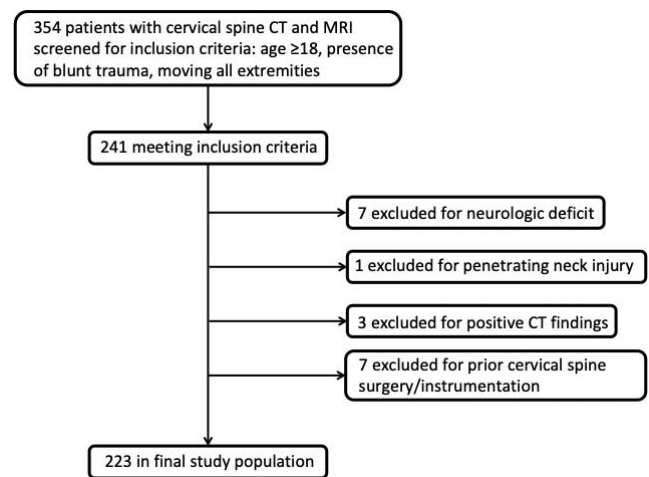 354 patients with cervical spine CT and MRI
screened for inclusion criteria: age ≥18, presence
of blunt trauma, moving all extremities
241 meeting inclusion criteria
7 excluded for neurologic deficit
1 excluded for penetrating neck injury
3 excluded for positive CT findings
7 excluded for prior cervical spine
surgery/instrumentation
223 in final study population